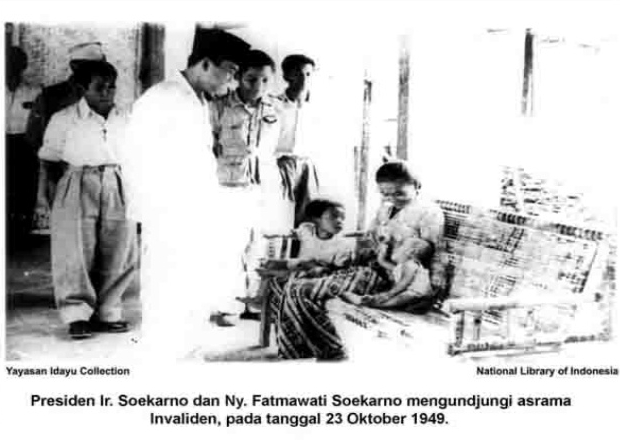 Yayasan Idayu Collection
National Library of Indonesia
Presiden Ir. Soekarno dan Ny. Fatmawati Soekarno mengundjungi asrama
Invaliden, pada tanggal 23 Oktober 1949.